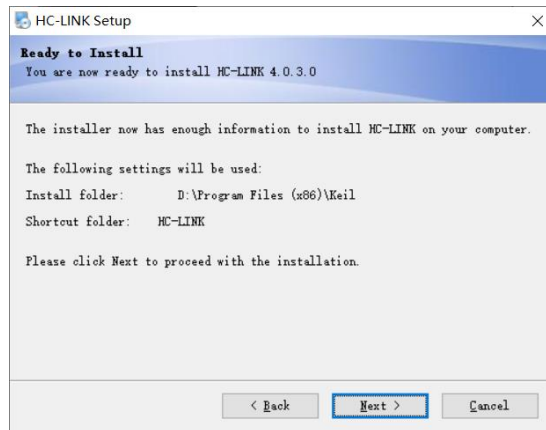 HC-LINK Setup
Ready to Install
You are now ready to install HC-LINK 4.0.3.0
The installer now has enough information to install HC-LINK on your computer.
The following settings will be used:
Install folder: D:\Program Files (x86)\Keil
Shortcut folder: HC-LINK
Please click Next to proceed with the installation.
< Back Next > Cancel